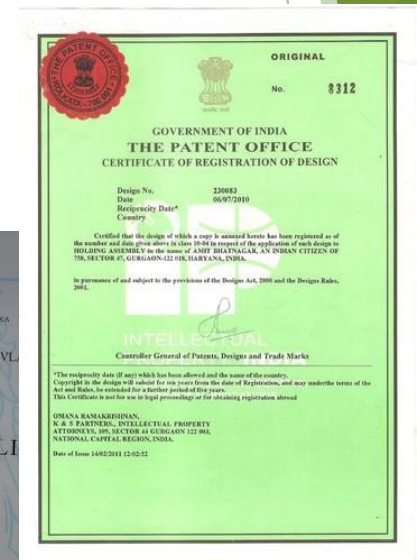 THE PATENT OFFICE
KOLKATA - 700 091
ORIGINAL
No. 8312
GOVERNMENT OF INDIA
THE PATENT OFFICE
CERTIFICATE OF REGISTRATION OF DESIGN
Design No. 230083
Date 06/07/2010
Reciprocity Date*
Country
Certified that the design of which a copy is annexed hereto has been registered as of
the number and date given above in class 10-04 in respect of the application of such design to
HOLDING ASSEMBLY in the name of AMIT BHATNAGAR, AN INDIAN CITIZEN OF
758, SECTOR 47, GURGAON-122 018, HARYANA, INDIA.
in pursuance of and subject to the provisions of the Designs Act, 2000 and the Designs Rules,
2001.
INTELLECTUAL
Controller General of Patents, Designs and Trade Marks
*The reciprocity date (if any) which has been allowed and the name of the country.
Copyright in the design will subsist for ten years from the date of Registration, and may underthe terms of the
Act and Rules, be extended for a further period of five years.
This Certificate is not for use in legal proceedings or for obtaining registration abroad
OMANA RAMAKRISHNAN,
K & S PARTNERS, INTELLECTUAL PROPERTY
ATTORNEYS, 109, SECTOR 44 GURGAON 122 003,
NATIONAL CAPITAL REGION, INDIA.
Date of Issue 14/02/2011 12:02:52